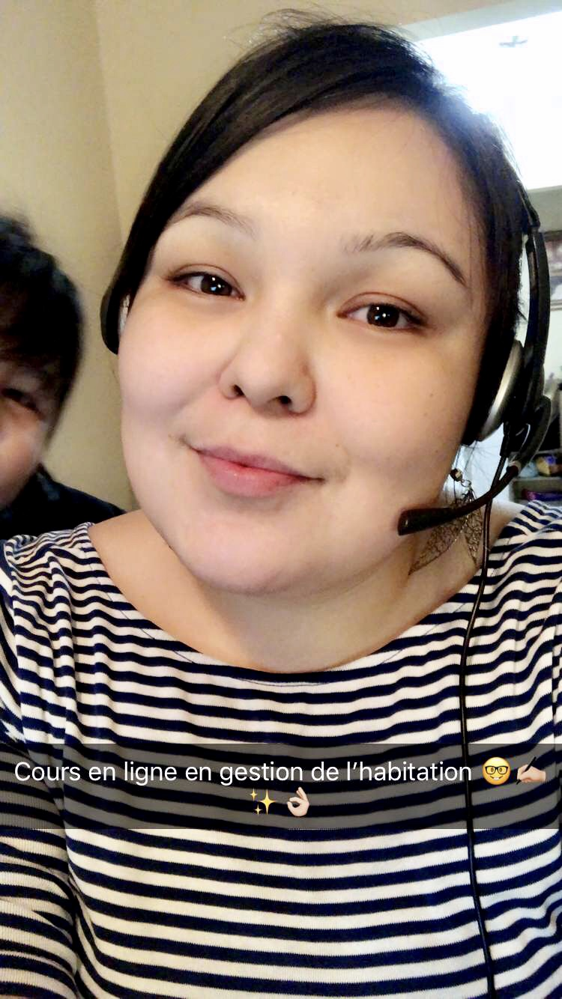 Cours en ligne en gestion de l’habitation 🤓✍🏻
✨👌🏻